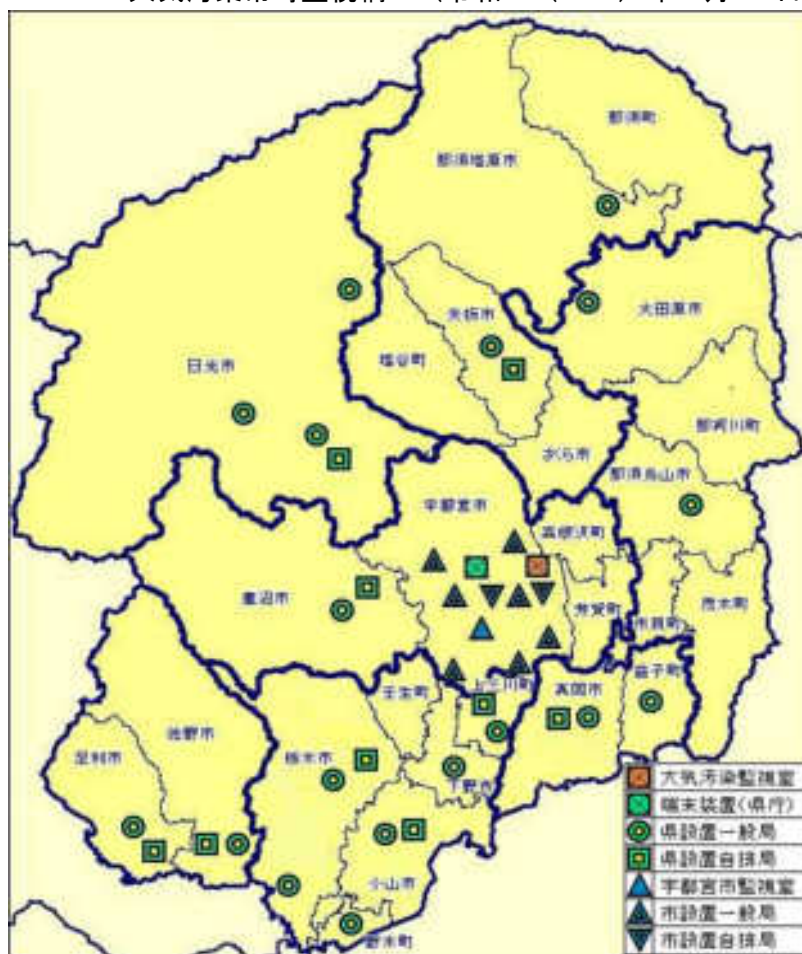 那須町
那須塩原市
大田原市
矢板市
塩谷町
日光市
那珂川町
さくら市
那須烏山市
宇都宮市
高根沢町
鹿沼市
芳賀町
市貝町
茂木町
益子町
真岡市
上三川町
壬生町
佐野市
足利市
栃木市
下野市
小山市
野木町
大気汚染監視室
端末装置(県庁)
県設置一般局
県設置自排局
宇都宮市監視室
市設置一般局
市設置自排局